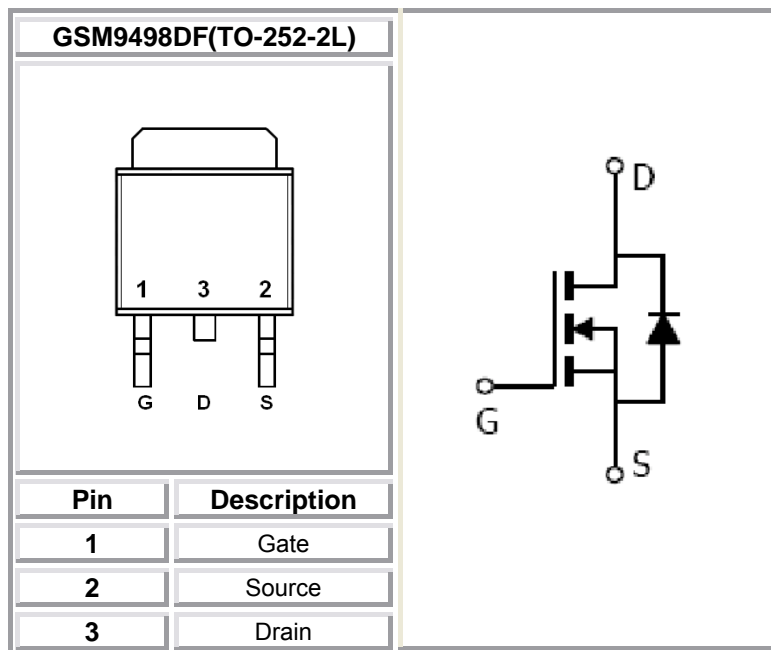 GSM9498DF(TO-252-2L)
1 3 2
G D S
Pin Description
1 Gate
2 Source
3 Drain
D
G
S